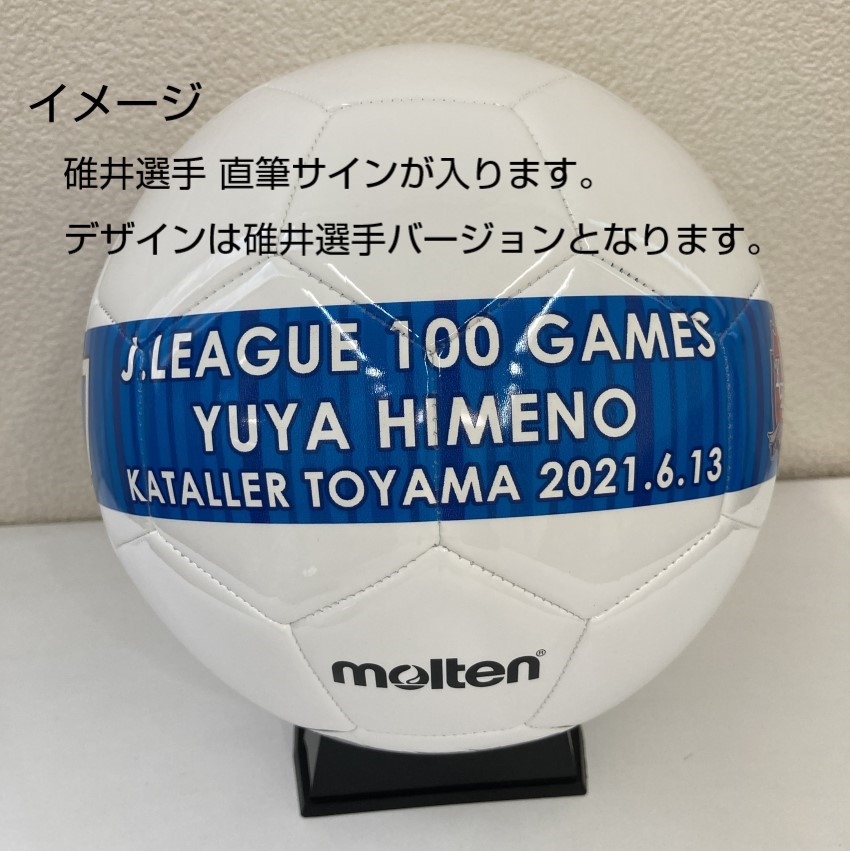 イメージ
碓井選手 直筆サインが入ります。
デザインは碓井選手バージョンとなります。
J.LEAGUE 100 GAMES
YUYA HIMENO
KATALLER TOYAMA 2021.6.13
molten®